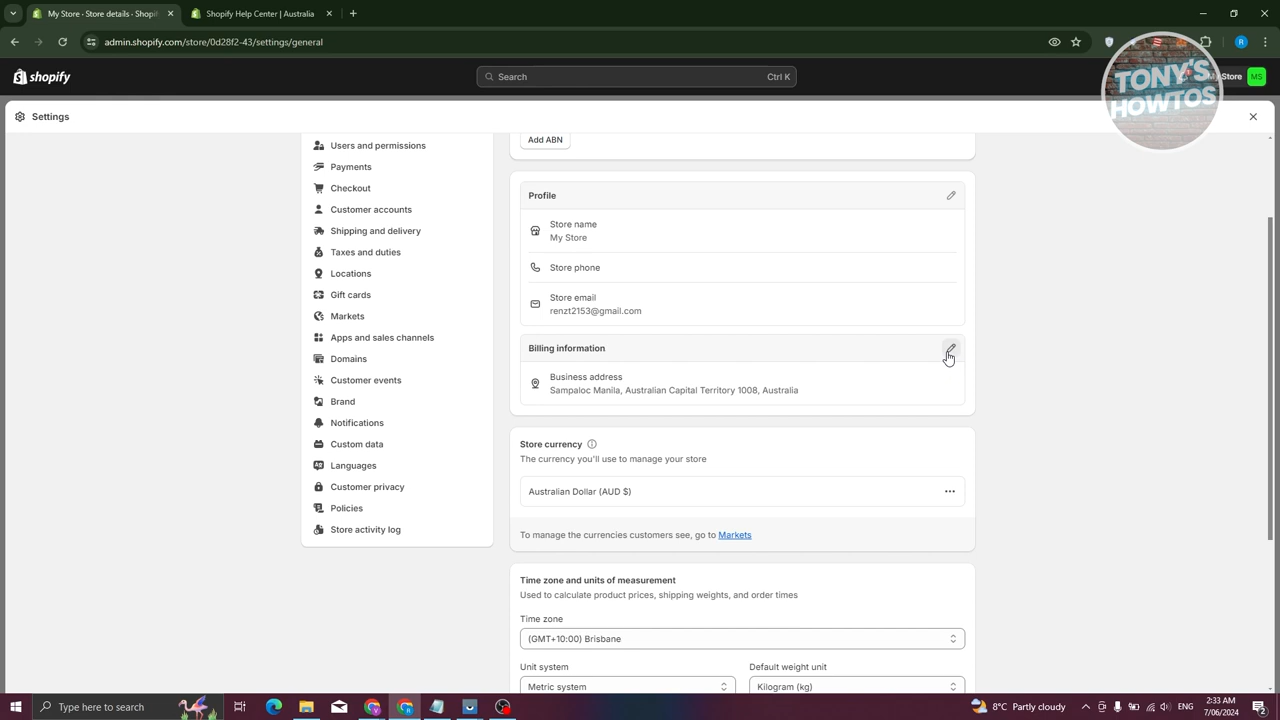 My Store - Store details - Shopif
Shopify Help Center | Australia
admin.shopify.com/store/0d28f2-43/settings/general
R
shopify
Search
Ctrl K
My Store
MS
TONY'S
HOWTOS
Settings
Users and permissions
Payments
Checkout
Customer accounts
Shipping and delivery
Taxes and duties
Locations
Gift cards
Markets
Apps and sales channels
Domains
Customer events
Brand
Notifications
Custom data
Languages
Customer privacy
Policies
Store activity log
Add ABN
Profile
Store name
My Store
Store phone
Store email
renzt2153@gmail.com
Billing information
Business address
Sampaloc Manila, Australian Capital Territory 1008, Australia
Store currency
The currency you'll use to manage your store
Australian Dollar (AUD $)
To manage the currencies customers see, go to Markets
Time zone and units of measurement
Used to calculate product prices, shipping weights, and order times
Time zone
(GMT+10:00) Brisbane
Unit system
Default weight unit
Metric system
Kilogram (kg)
Type here to search
8°C Partly cloudy
2:33 AM
7/06/2024
2